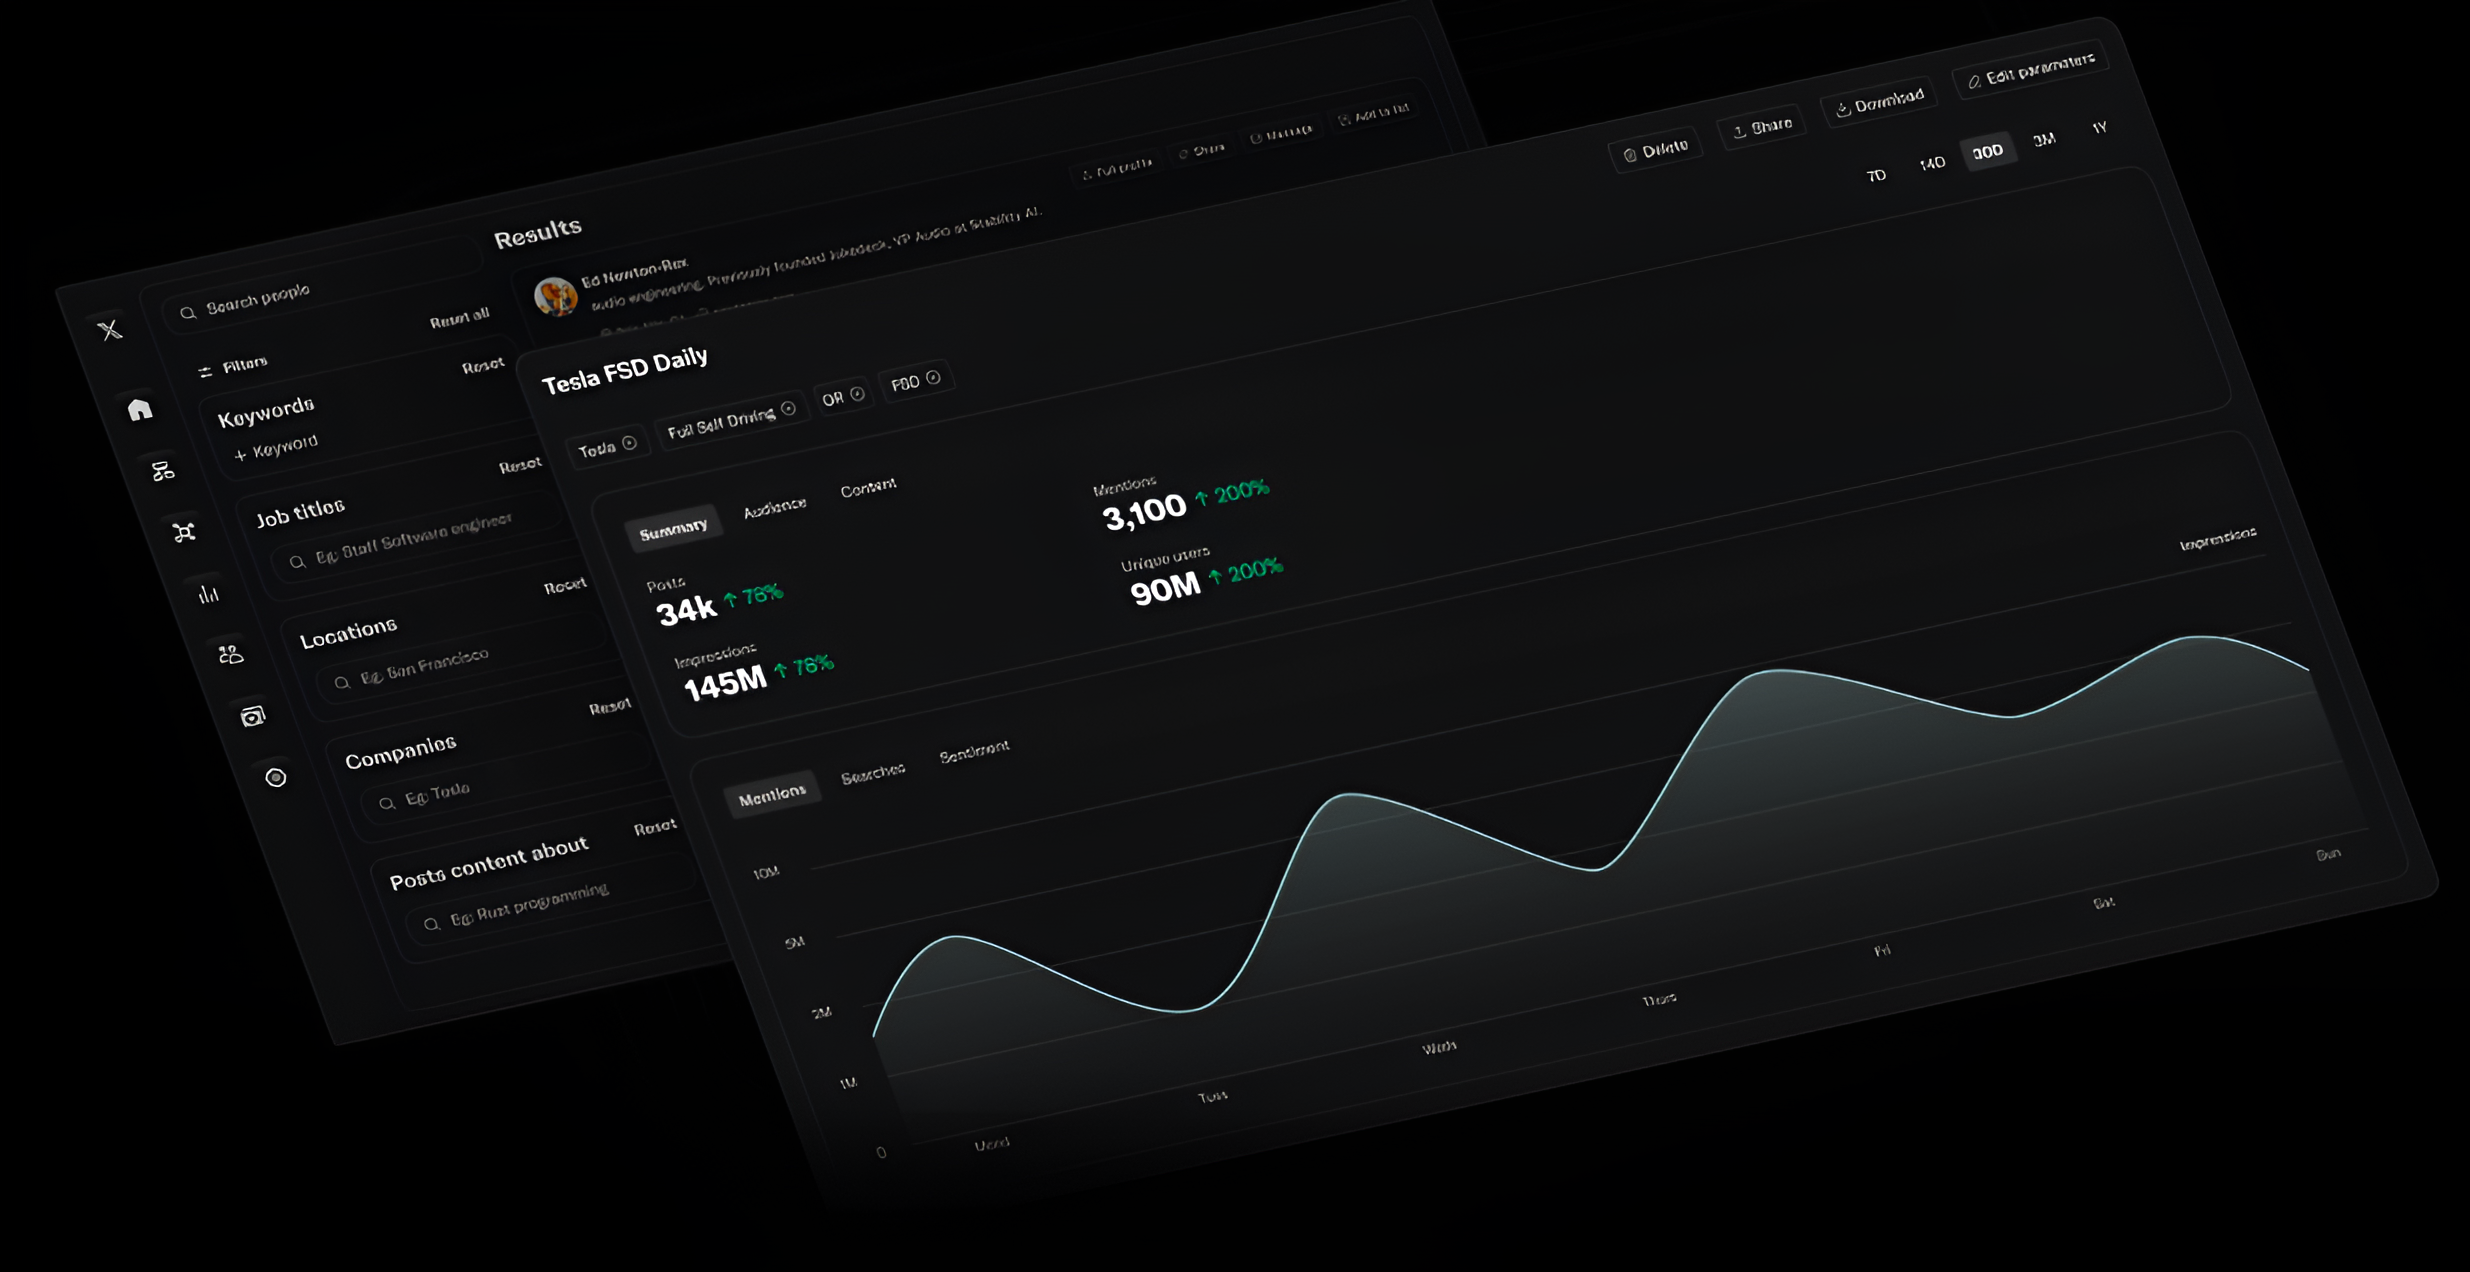 Results
Search people
Reset all
Filters
Keywords
Reset
+ Keyword
Job titles
Reset
Eg: Staff Software engineer
Locations
Reset
Eg: San Francisco
Companies
Reset
Eg: Tesla
Posts content about
Reset
Eg: Rust programming
Full profile
Share
Message
Add to list
Ed Newton-Rex
audio engineering. Previously founded Jukedeck, VP Audio at Stability AI.
Delete
Share
Download
Edit parameters
7D 14D 30D 3M 1Y
Tesla FSD Daily
Tesla
Full Self Driving
OR
FSD
Summary
Audience
Content
Posts
34k ↑ 78%
Impressions
145M ↑ 78%
Mentions
3,100 ↑ 200%
Unique users
90M ↑ 200%
Mentions
Searches
Sentiment
Impressions
10M
5M
2M
1M
0
Tues
Thurs
Fri
Sat
Sun